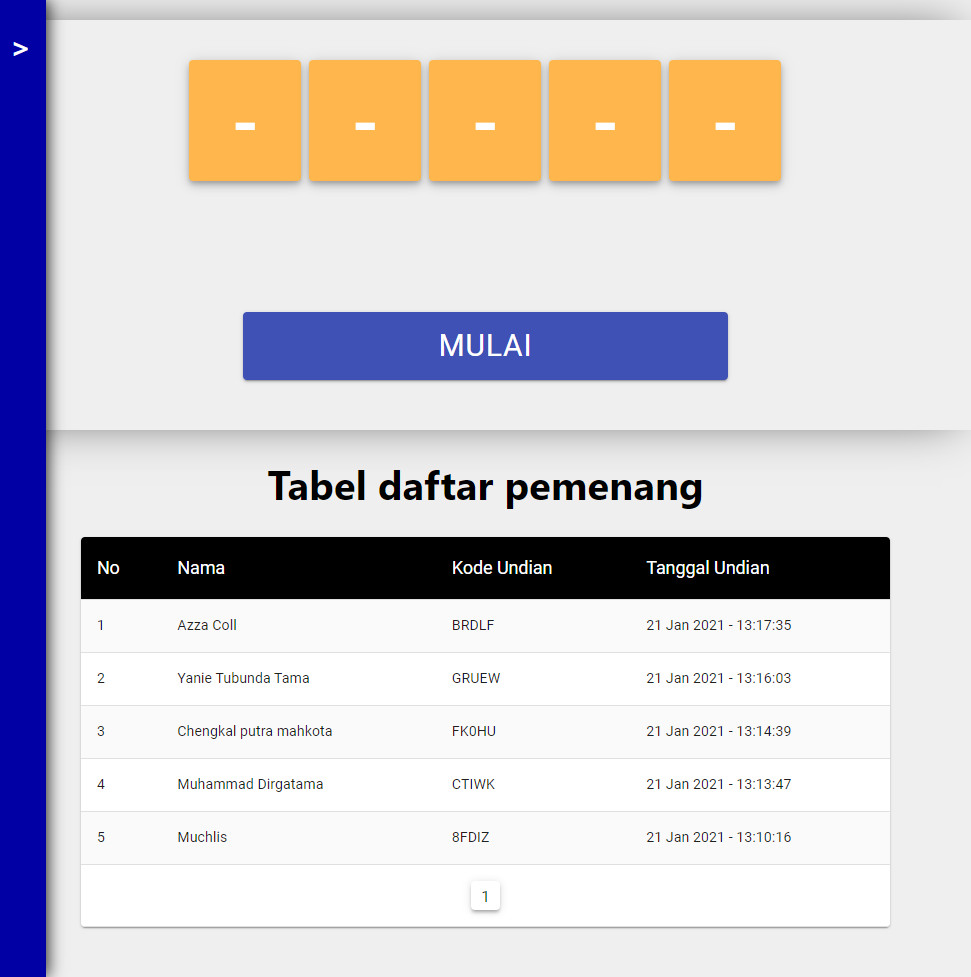 >
- - - - -
MULAI
Tabel daftar pemenang
No Nama Kode Undian Tanggal Undian
1 Azza Coll BRDLF 21 Jan 2021 - 13:17:35
2 Yanie Tubunda Tama GRUEW 21 Jan 2021 - 13:16:03
3 Chengkal putra mahkota FK0HU 21 Jan 2021 - 13:14:39
4 Muhammad Dirgatama CTIWK 21 Jan 2021 - 13:13:47
5 Muchlis 8FDIZ 21 Jan 2021 - 13:10:16
1